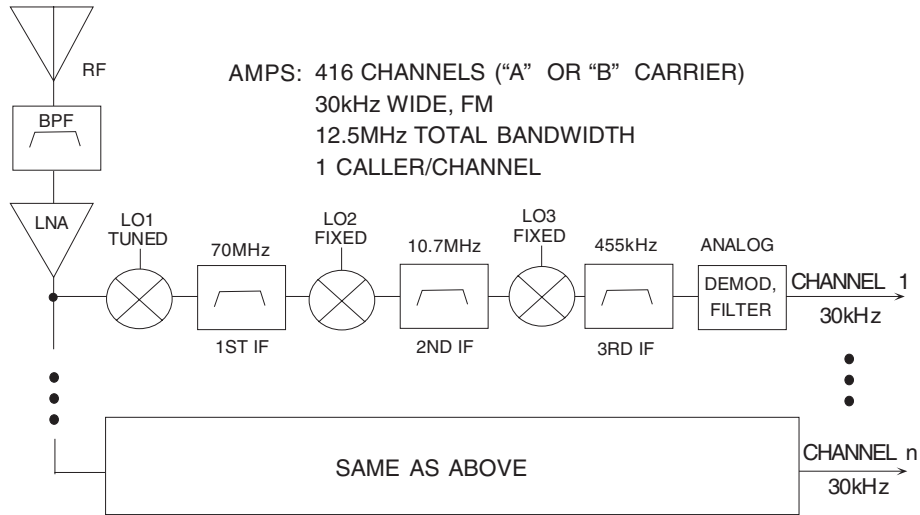 RF
AMPS: 416 CHANNELS (“A” OR “B” CARRIER)
30kHz WIDE, FM
12.5MHz TOTAL BANDWIDTH
1 CALLER/CHANNEL
BPF
LNA
LO1
TUNED
70MHz
1ST IF
LO2
FIXED
10.7MHz
2ND IF
LO3
FIXED
455kHz
3RD IF
ANALOG
DEMOD,
FILTER
CHANNEL 1
30kHz
SAME AS ABOVE
CHANNEL n
30kHz